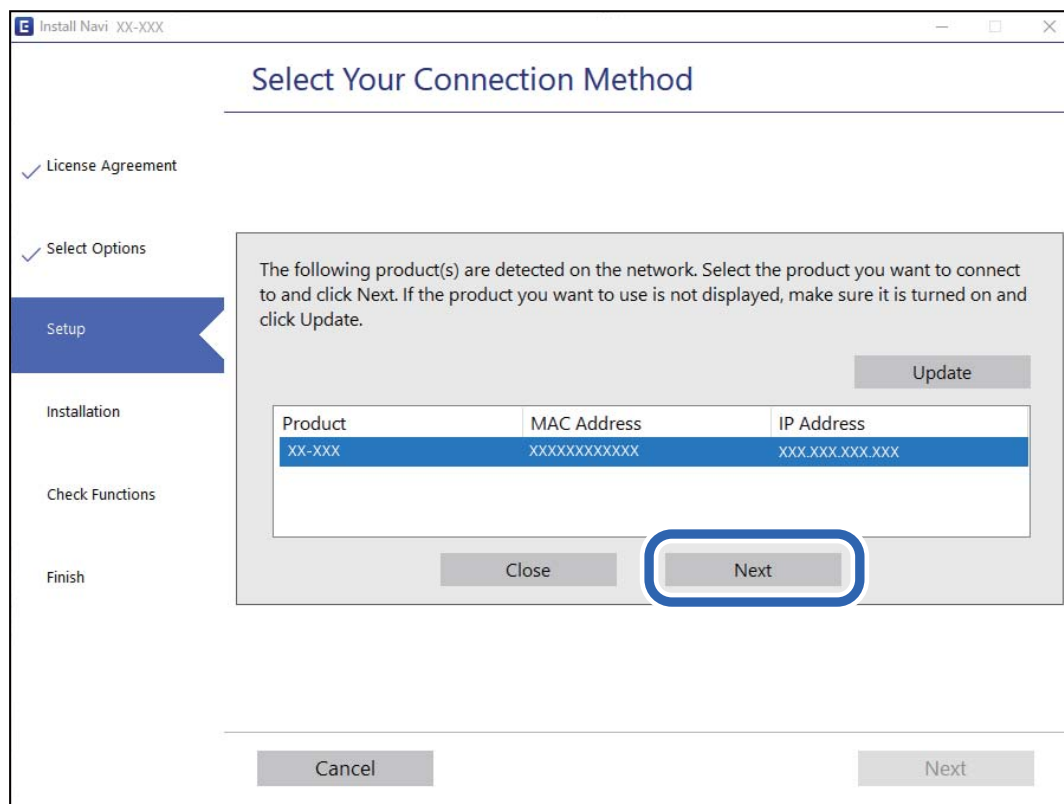 E Install Navi XX-XXX
Select Your Connection Method
License Agreement
Select Options
Setup
Installation
Check Functions
Finish
The following product(s) are detected on the network. Select the product you want to connect
to and click Next. If the product you want to use is not displayed, make sure it is turned on and
click Update.
Update
Product MAC Address IP Address
XX-XXX XXXXXXXXXXXX XXX.XXX.XXX.XXX
Close Next
Cancel Next